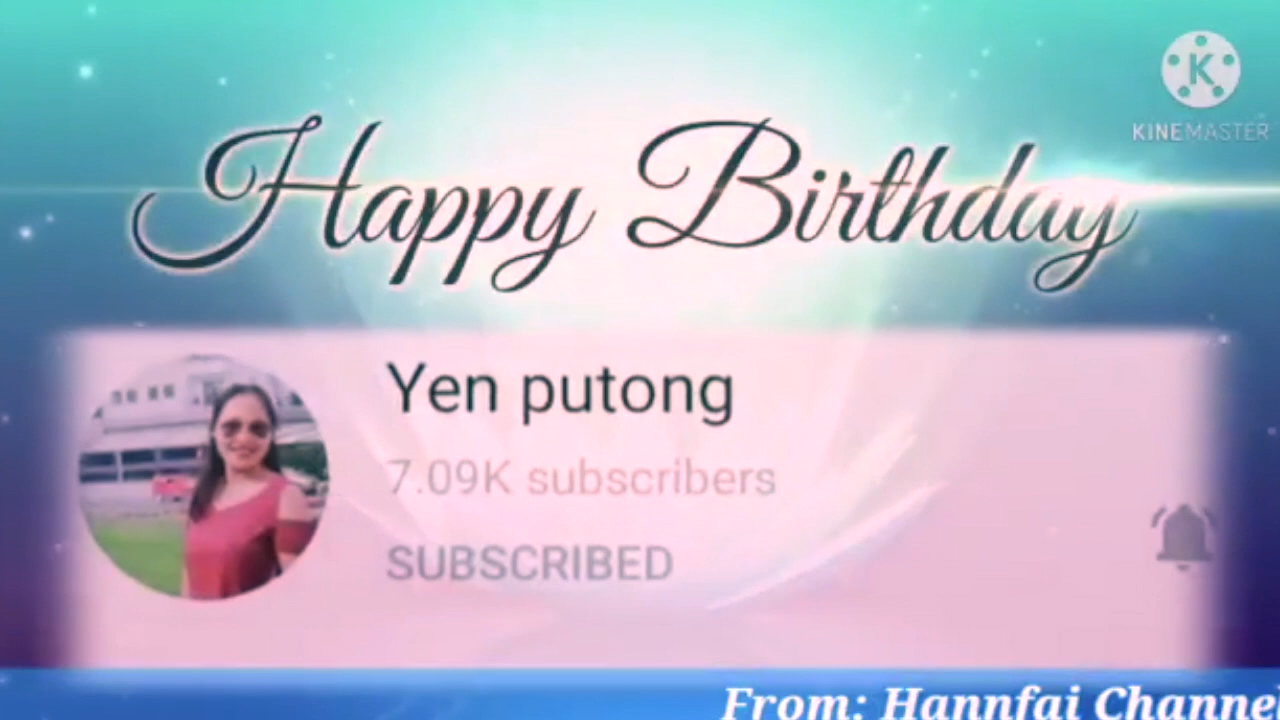 K
KINEMASTER
Happy Birthday
Yen putong
7.09K subscribers
SUBSCRIBED
From: Hannfai Channel